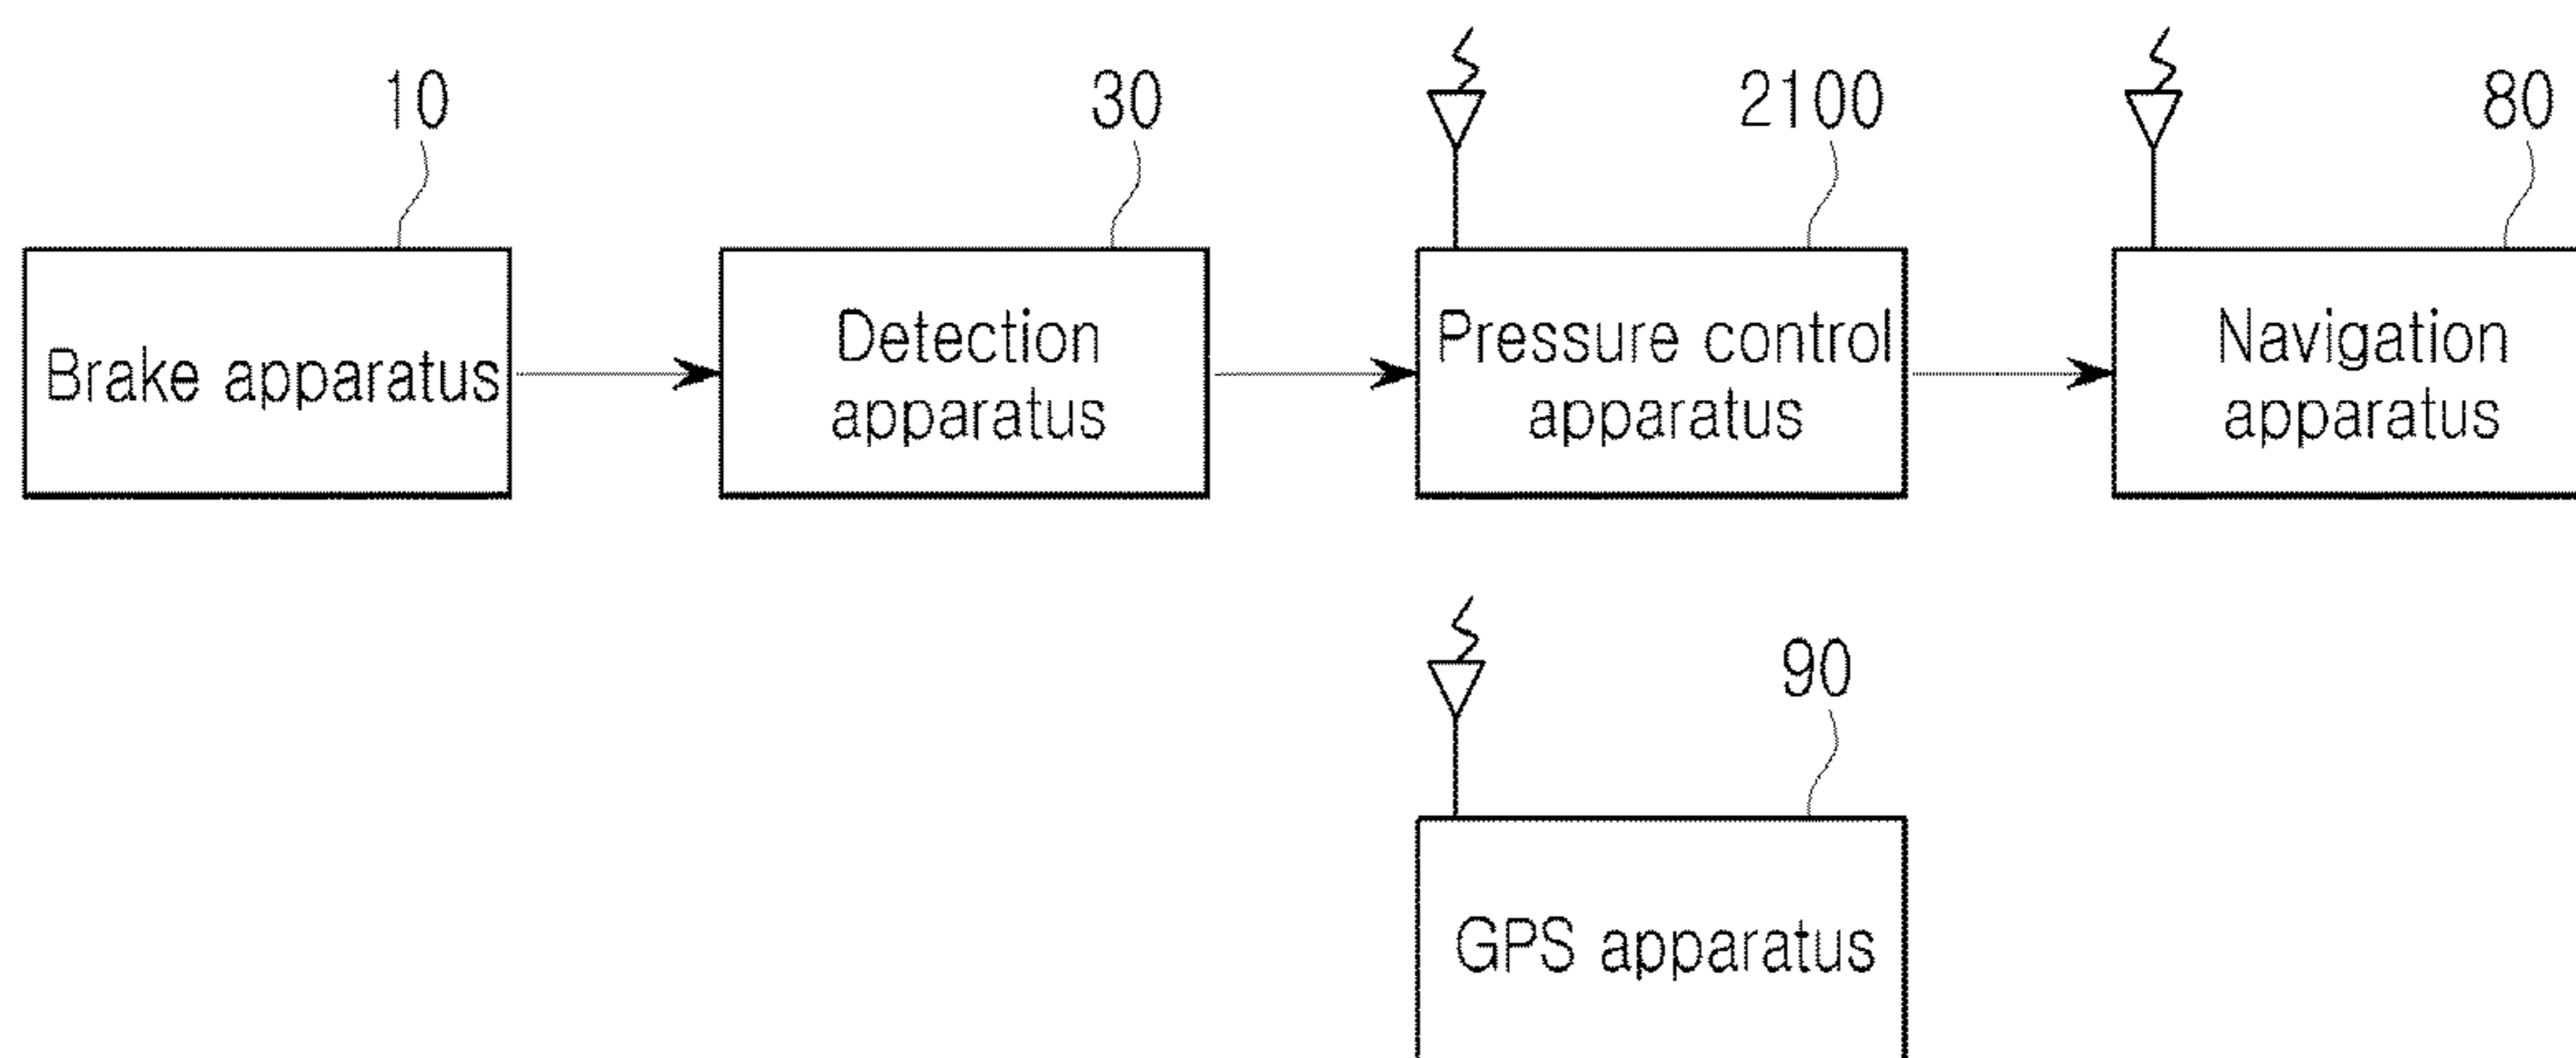 10
30
2100
80
Brake apparatus
Detection
apparatus
Pressure control
apparatus
Navigation
apparatus
90
GPS apparatus